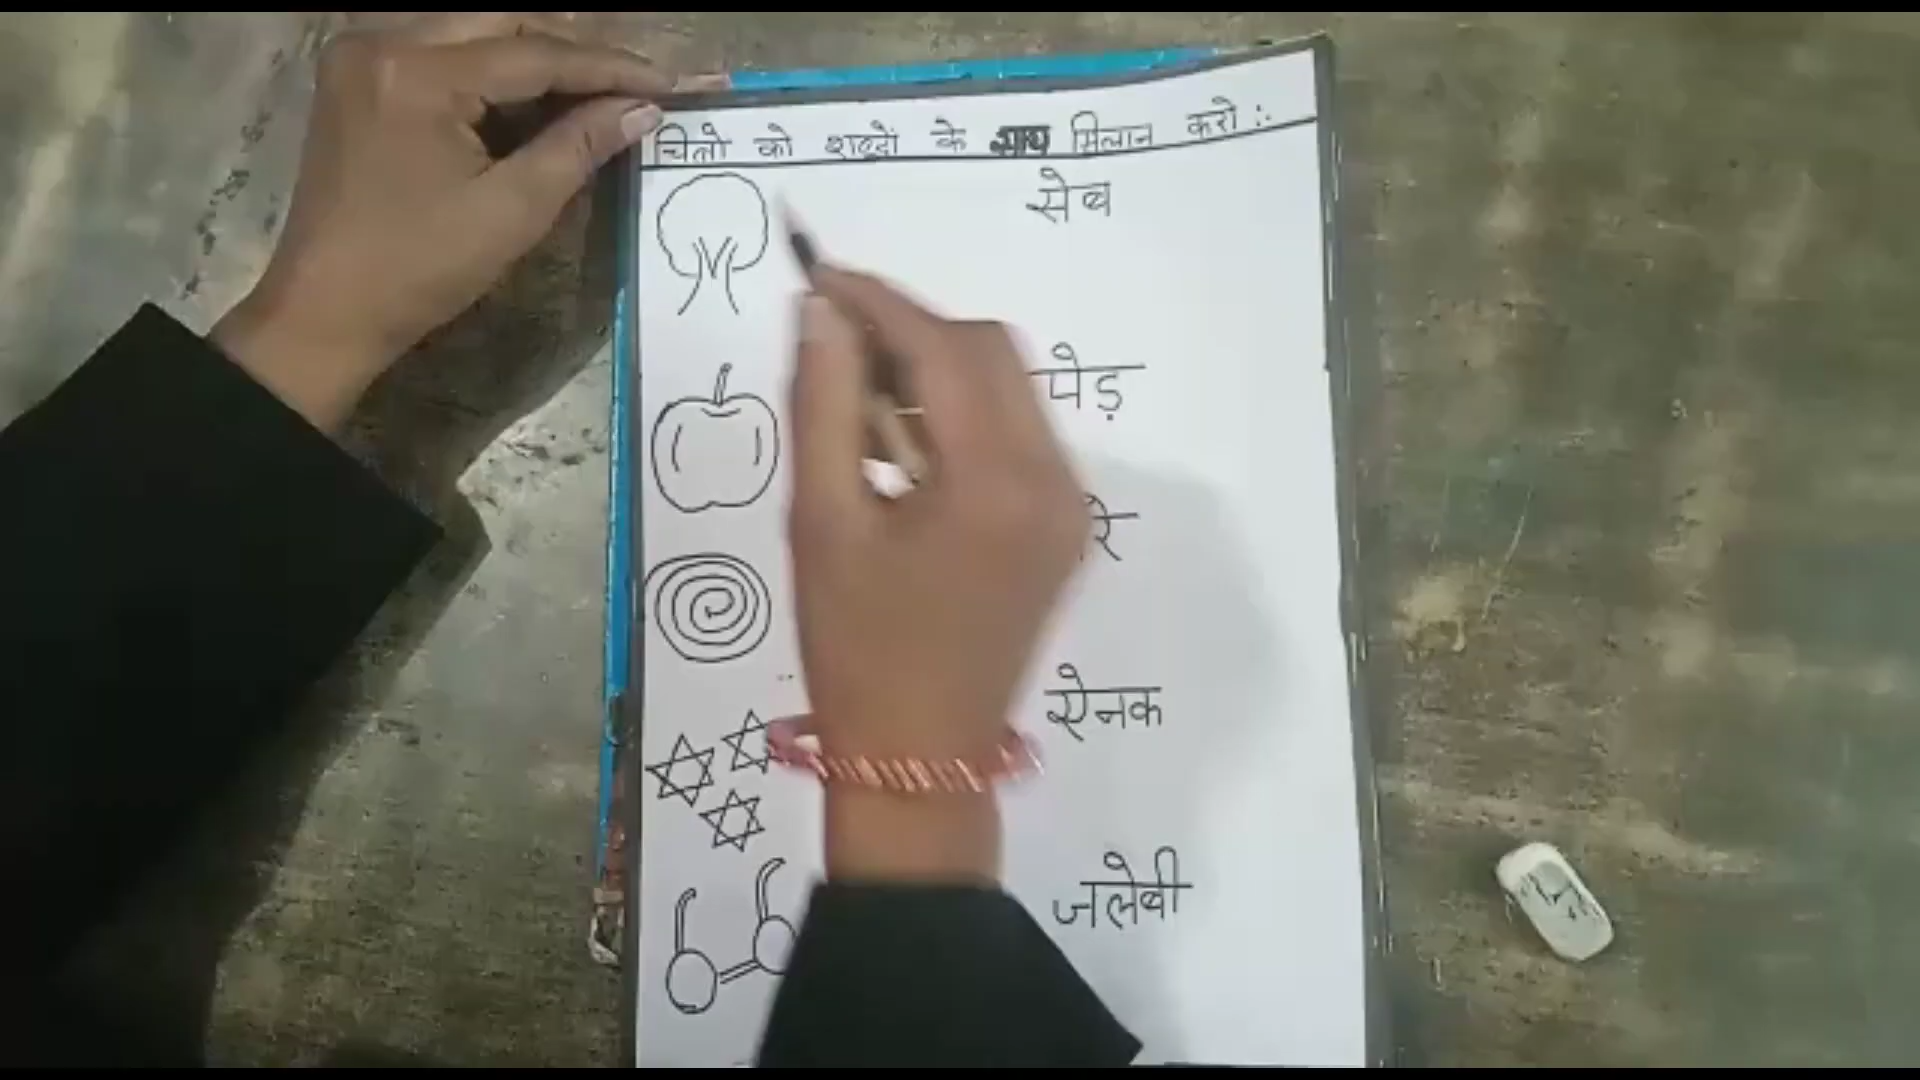 चित्रो को शब्दों के साथ मिलान करो :.
सेब
पेड़
रे
ऐनक
जलेबी